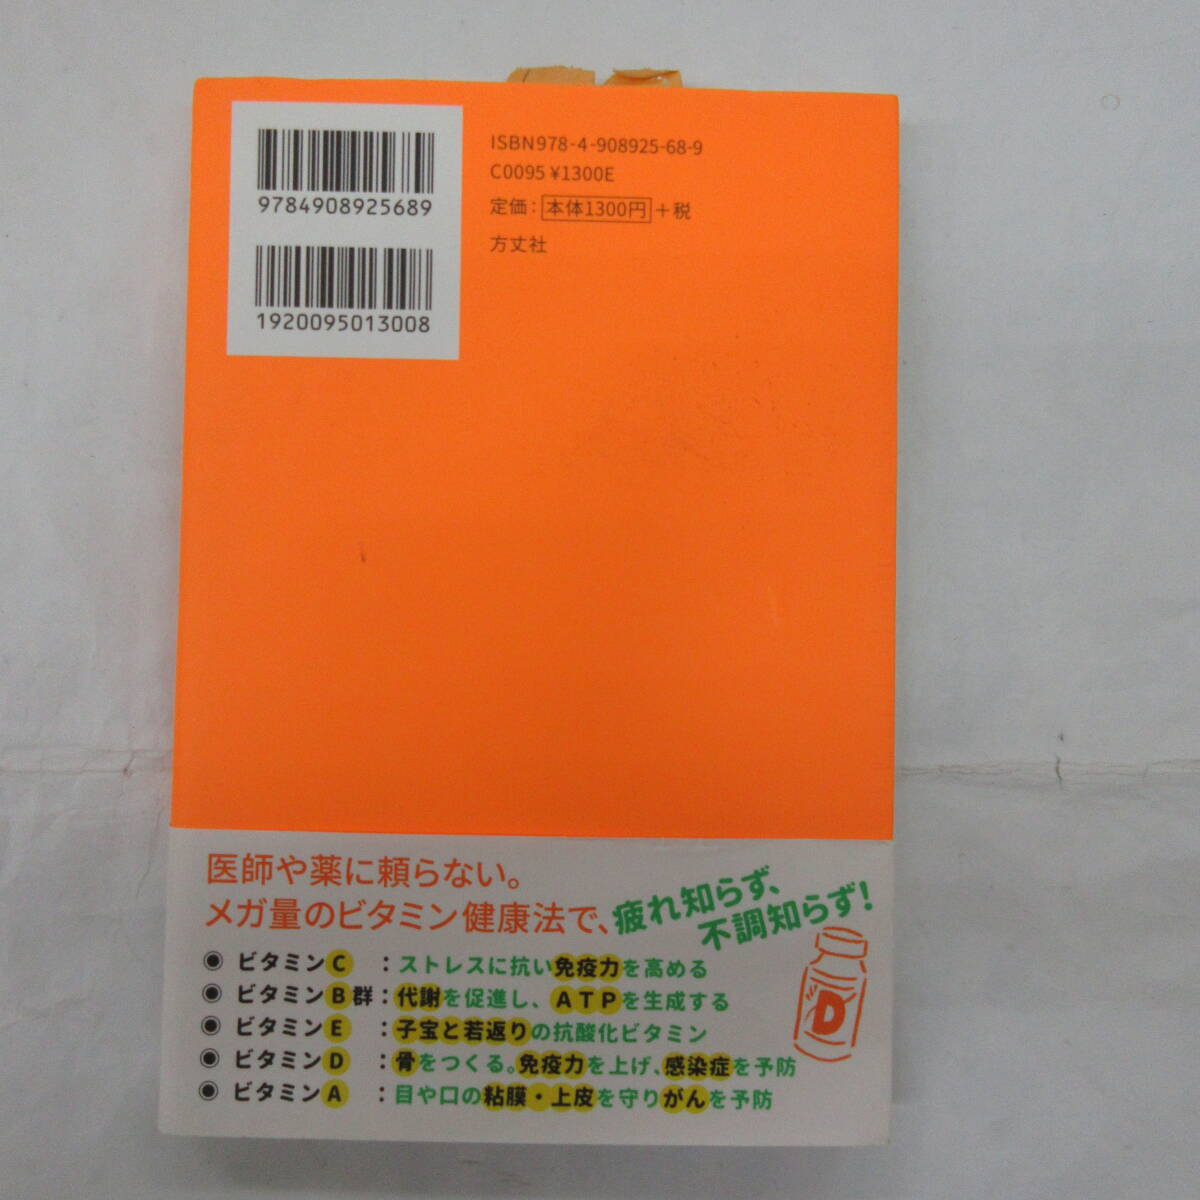 9784908925689
1920095013008
ISBN978-4-908925-68-9
C0095 ¥1300E
定価：本体1300円＋税
方丈社
医師や薬に頼らない。
メガ量のビタミン健康法で、疲れ知らず、
不調知らず！
◉ ビタミンC ：ストレスに抗い免疫力を高める
◉ ビタミンB群：代謝を促進し、ATPを生成する
◉ ビタミンE ：子宝と若返りの抗酸化ビタミン
◉ ビタミンD ：骨をつくる。免疫力を上げ、感染症を予防
◉ ビタミンA ：目や口の粘膜・上皮を守りがんを予防
D